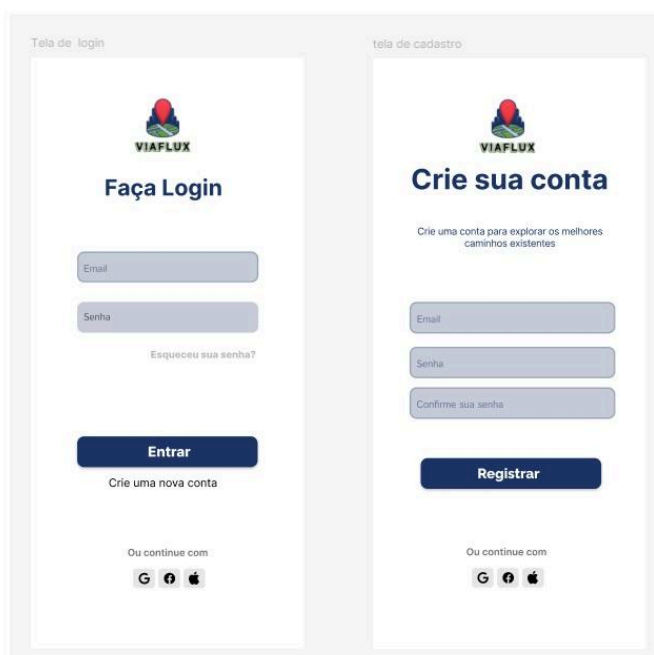 Tela de login
VIAFLUX
Faça Login
Email
Senha
Esqueceu sua senha?
Entrar
Crie uma nova conta
Ou continue com
G
tela de cadastro
VIAFLUX
Crie sua conta
Crie uma conta para explorar os melhores
caminhos existentes
Email
Senha
Confirme sua senha
Registrar
Ou continue com
G